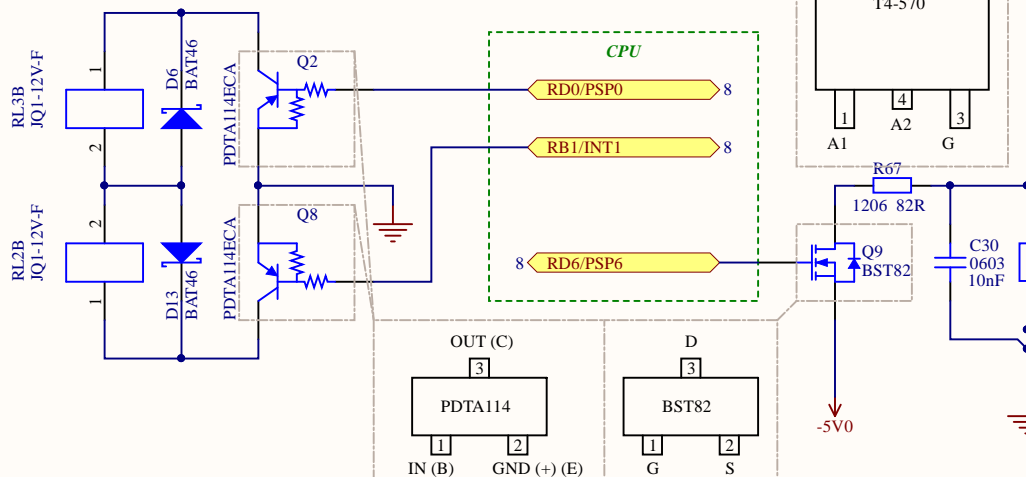 T4-570
1
4
3
A1
A2
G
RL3B
JQ1-12V-F
1
2
D6
BAT46
PDTA114ECA
Q2
CPU
RD0/PSP0
8
RB1/INT1
8
8
RD6/PSP6
R67
1206 82R
Q9
BST82
C30
0603
10nF
RL2B
JQ1-12V-F
2
1
D13
BAT46
PDTA114ECA
Q8
-5V0
OUT (C)
3
PDTA114
1
2
IN (B)
GND (+) (E)
D
3
BST82
1
2
G
S